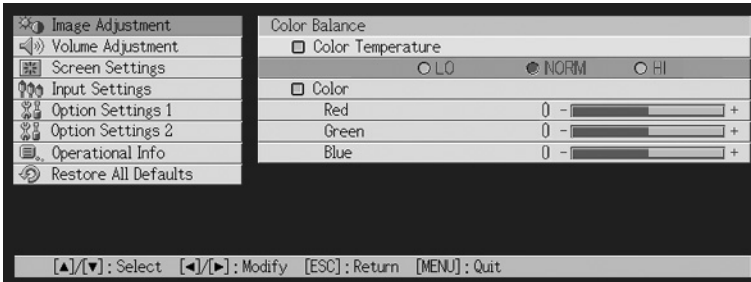 Image Adjustment
Volume Adjustment
Screen Settings
Input Settings
Option Settings 1
Option Settings 2
Operational Info
Restore All Defaults
Color Balance
Color Temperature
LO NORM HI
Color
Red 0 - +
Green 0 - +
Blue 0 - +
[▲]/[▼] : Select [◀]/[▶] : Modify [ESC] : Return [MENU] : Quit